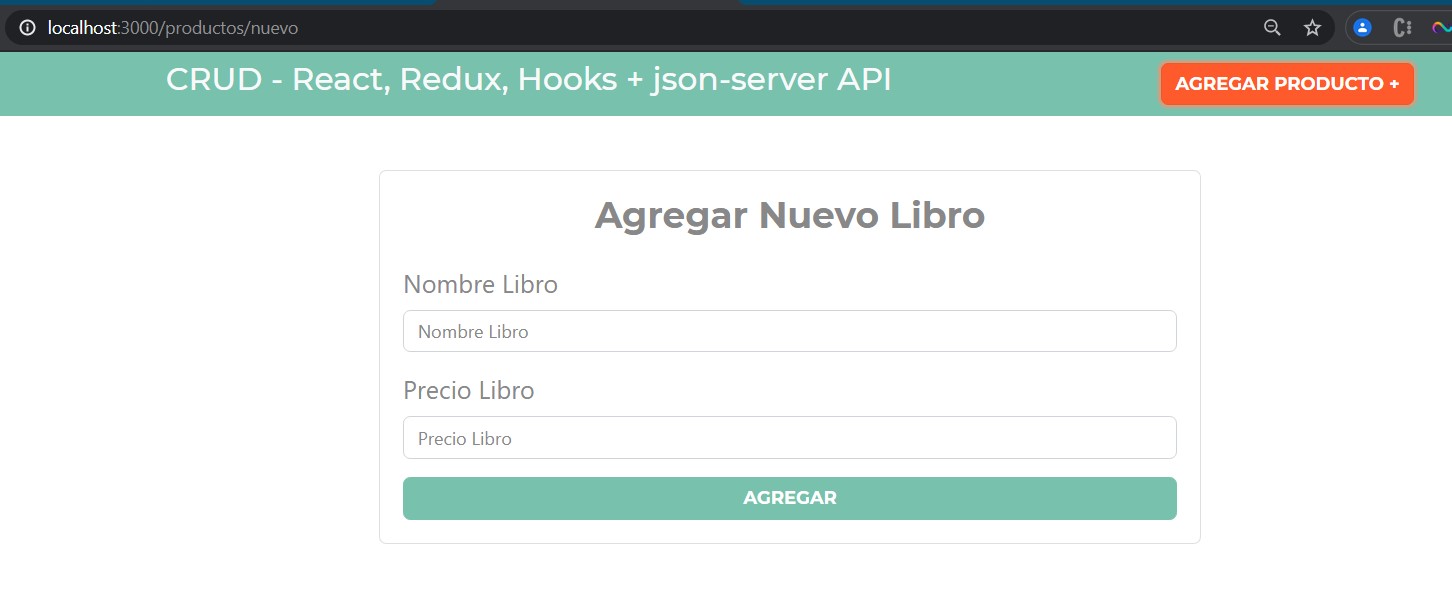 localhost:3000/productos/nuevo
CRUD - React, Redux, Hooks + json-server API
AGREGAR PRODUCTO +
Agregar Nuevo Libro
Nombre Libro
Nombre Libro
Precio Libro
Precio Libro
AGREGAR